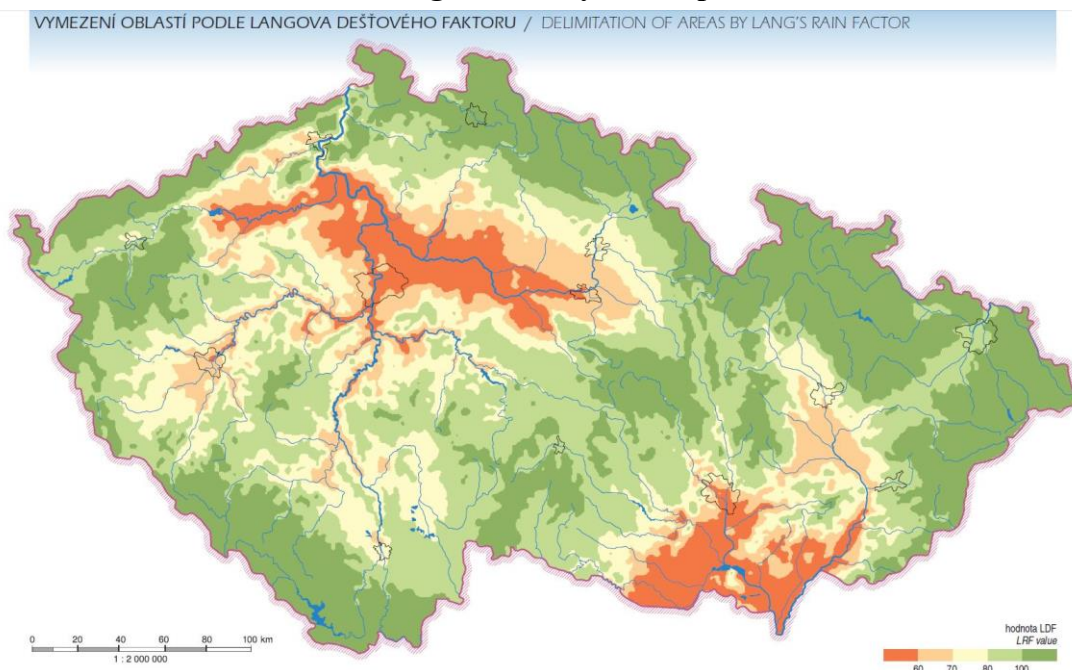 VYMEZENÍ OBLASTÍ PODLE LANGOVA DEŠŤOVÉHO FAKTORU / DELIMITATION OF AREAS BY LANG'S RAIN FACTOR
0 20 40 60 80 100 km
1 : 2 000 000
hodnota LDF
LRF value
60 70 80 100